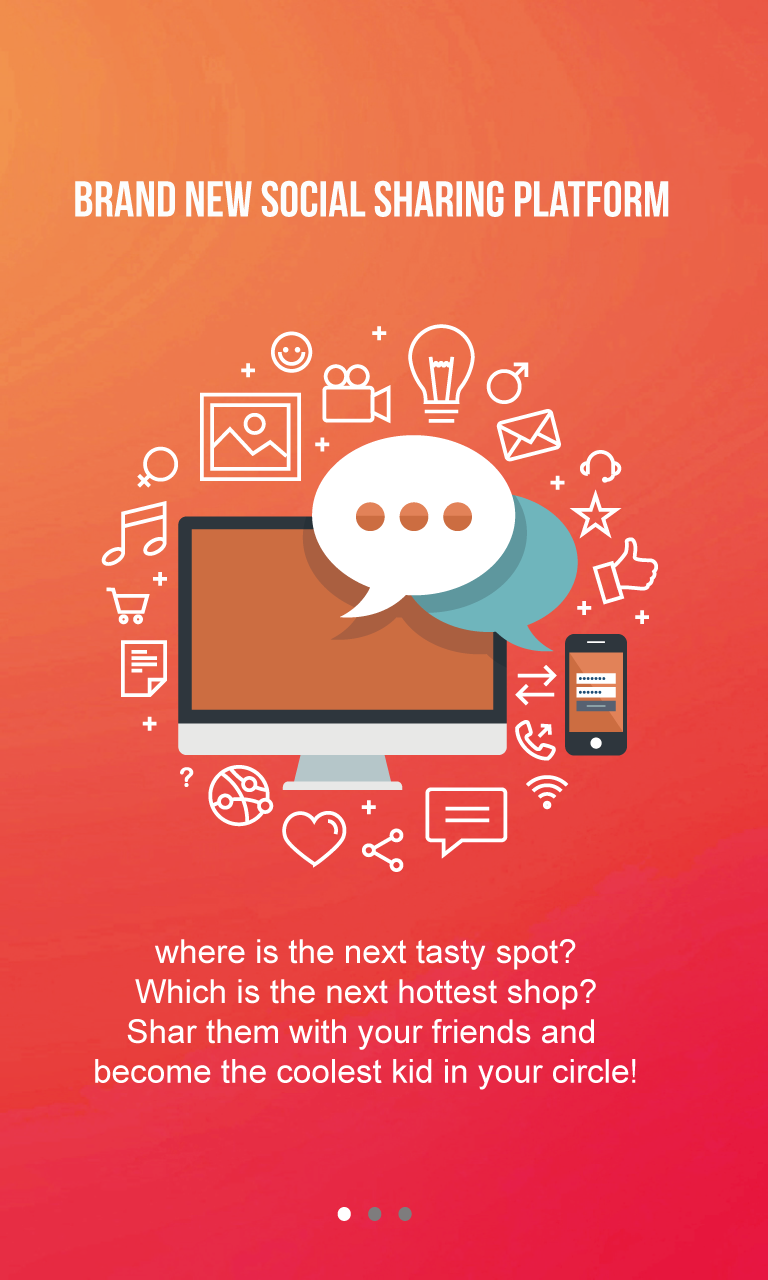 BRAND NEW SOCIAL SHARING PLATFORM
?
where is the next tasty spot?
Which is the next hottest shop?
Shar them with your friends and
become the coolest kid in your circle!